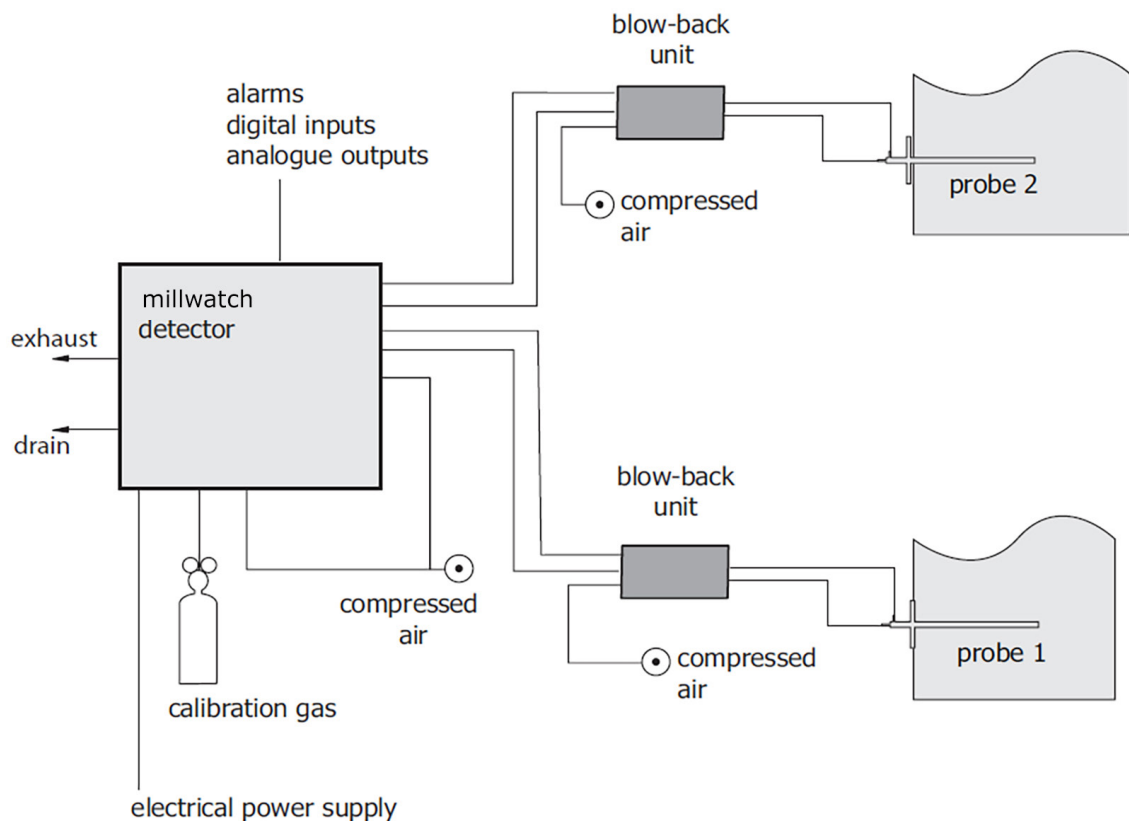 blow-back
unit
alarms
digital inputs
analogue outputs
compressed
air
probe 2
millwatch
detector
exhaust
drain
blow-back
unit
compressed
air
compressed
air
probe 1
calibration gas
electrical power supply